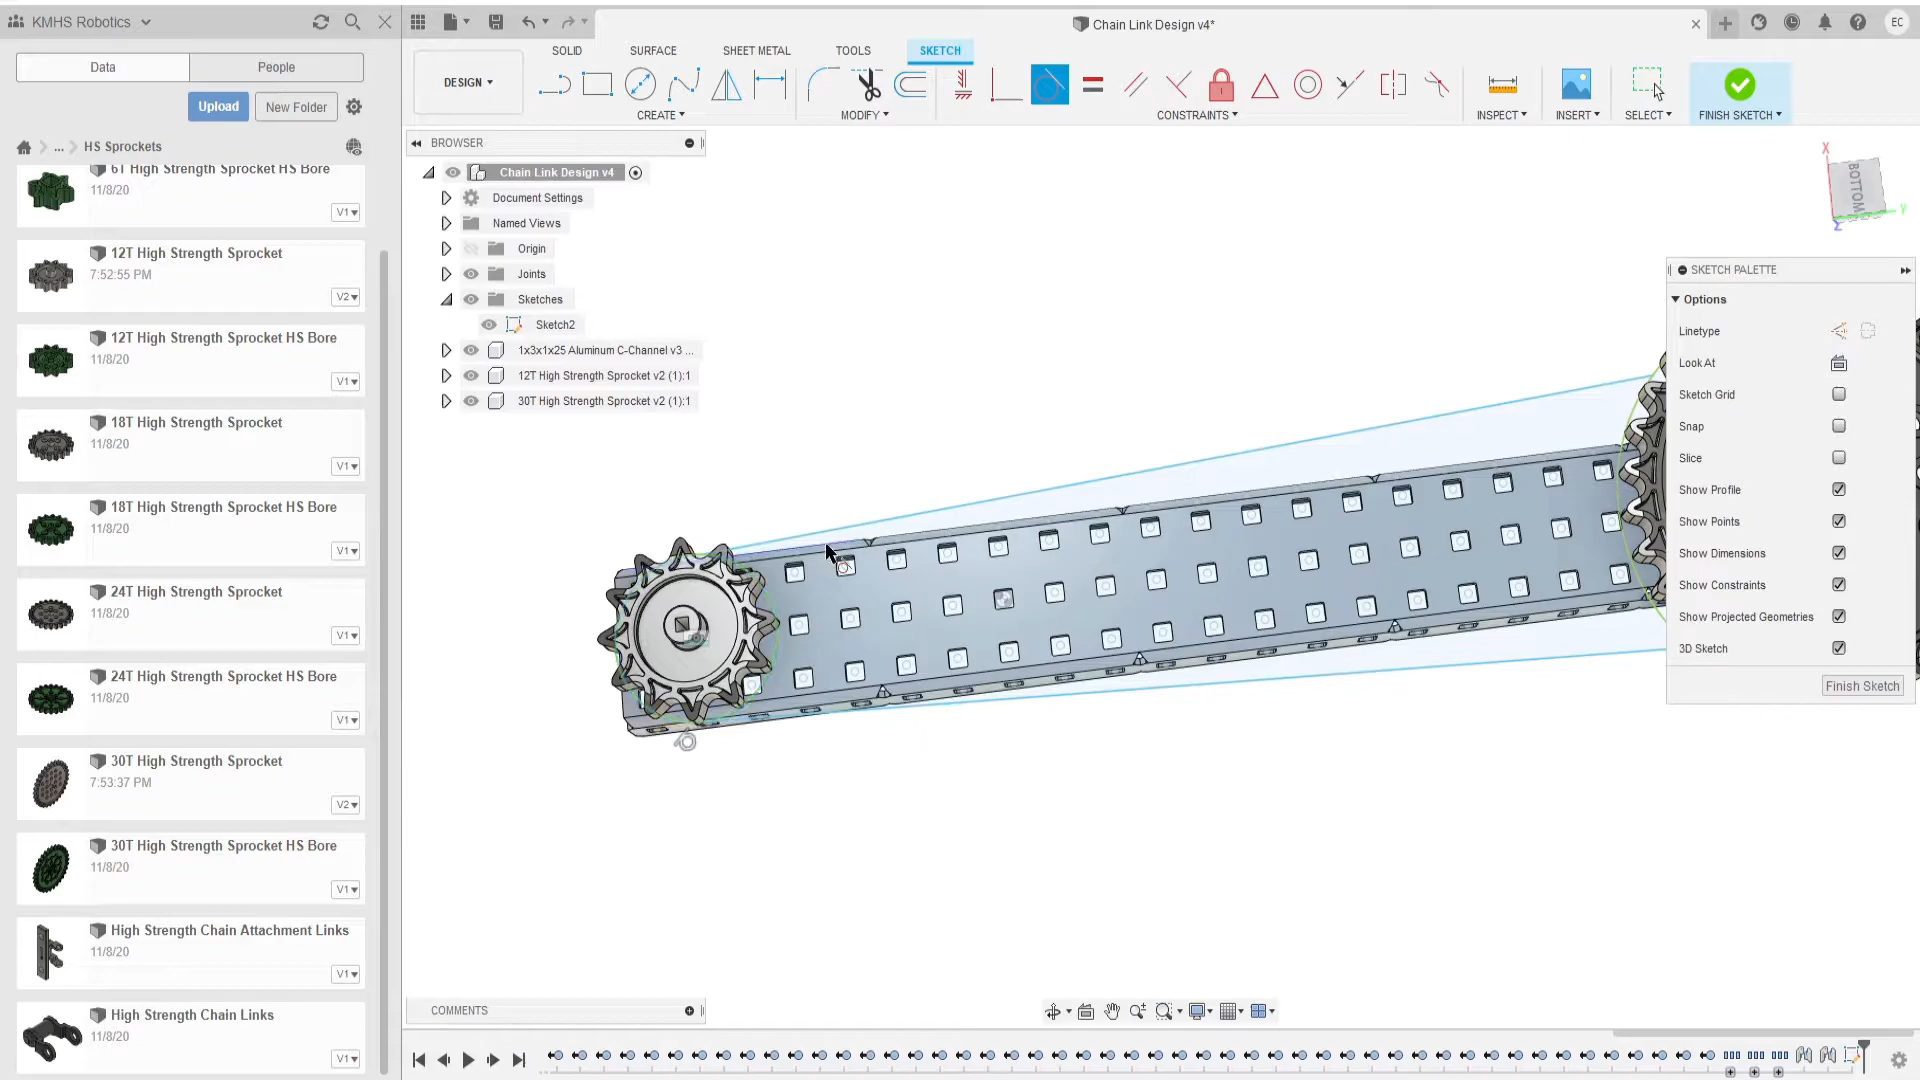 KMHS Robotics
Chain Link Design v4*
EC
Data
People
Upload
New Folder
... HS Sprockets
6T High Strength Sprocket HS Bore
11/8/20
V1
12T High Strength Sprocket
7:52:55 PM
V2
12T High Strength Sprocket HS Bore
11/8/20
V1
18T High Strength Sprocket
11/8/20
V1
18T High Strength Sprocket HS Bore
11/8/20
V1
24T High Strength Sprocket
11/8/20
V1
24T High Strength Sprocket HS Bore
11/8/20
V1
30T High Strength Sprocket
7:53:37 PM
V2
30T High Strength Sprocket HS Bore
11/8/20
V1
High Strength Chain Attachment Links
11/8/20
V1
High Strength Chain Links
11/8/20
V1
SOLID
SURFACE
SHEET METAL
TOOLS
SKETCH
DESIGN
CREATE
MODIFY
CONSTRAINTS
INSPECT
INSERT
SELECT
FINISH SKETCH
BROWSER
Chain Link Design v4
Document Settings
Named Views
Origin
Joints
Sketches
Sketch2
1x3x1x25 Aluminum C-Channel v3 ...
12T High Strength Sprocket v2 (1):1
30T High Strength Sprocket v2 (1):1
X
BOTTOM
Y
Z
SKETCH PALETTE
Options
Linetype
Look At
Sketch Grid
Snap
Slice
Show Profile
Show Points
Show Dimensions
Show Constraints
Show Projected Geometries
3D Sketch
Finish Sketch
COMMENTS